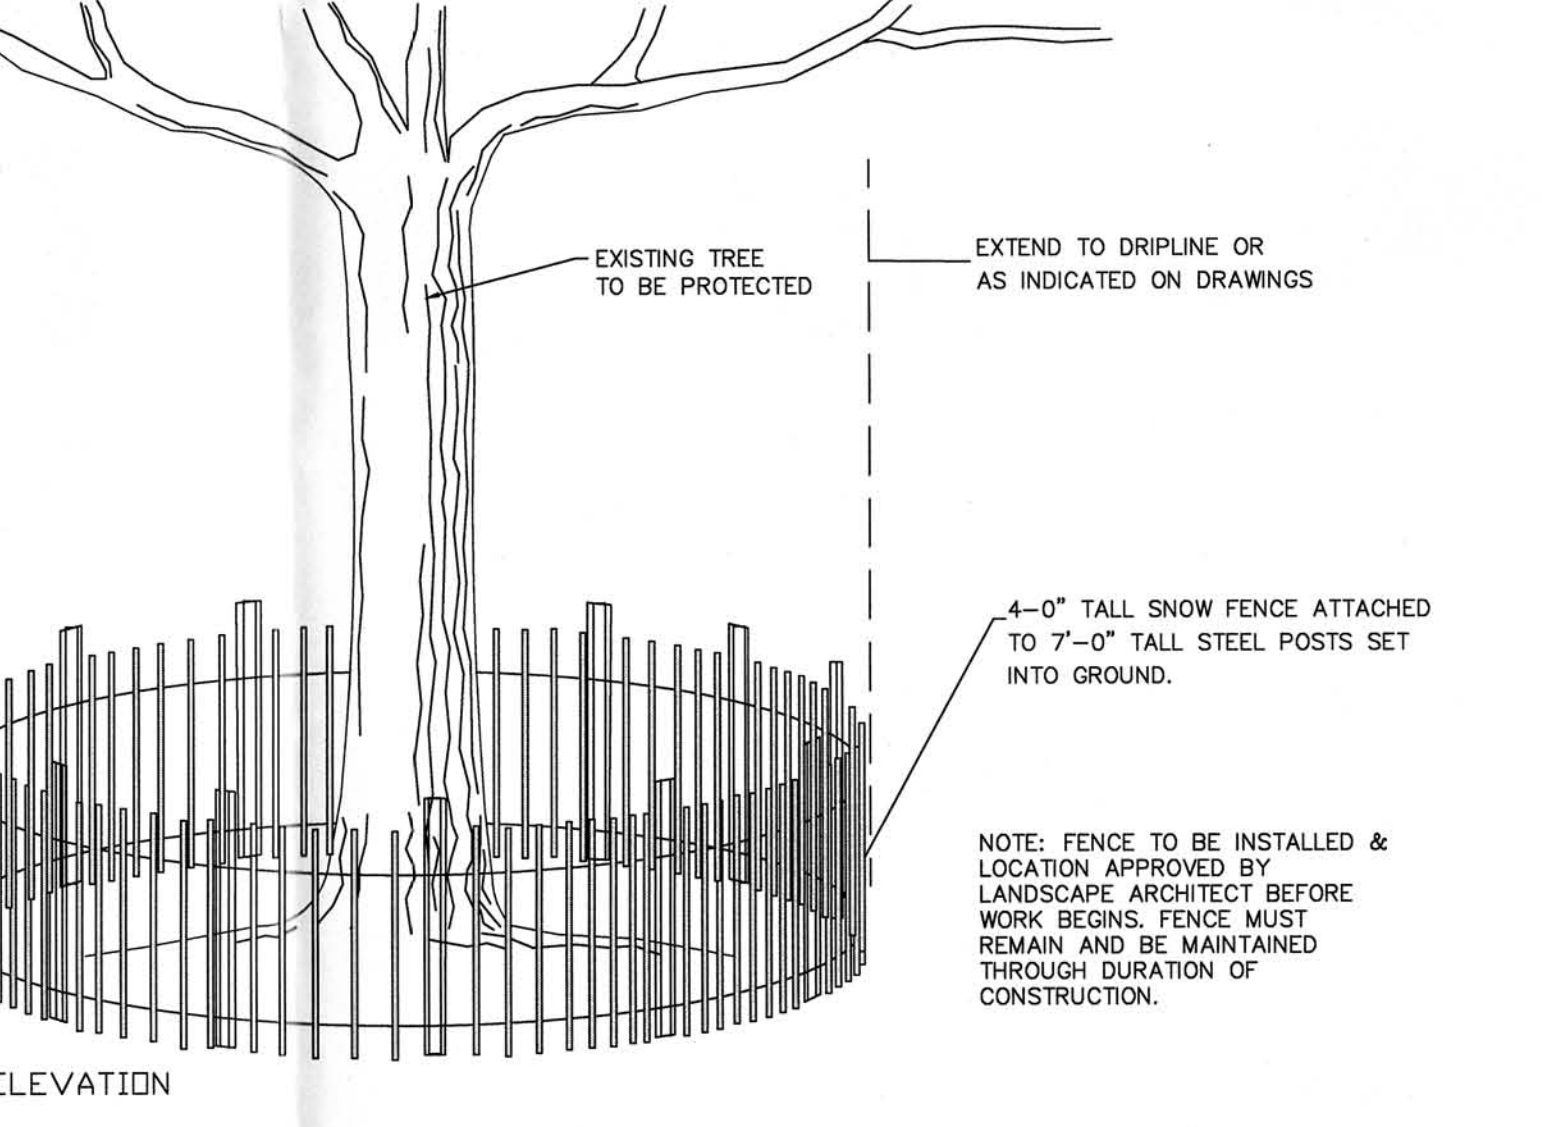 EXISTING TREE
TO BE PROTECTED
EXTEND TO DRIPLINE OR
AS INDICATED ON DRAWINGS
4-0" TALL SNOW FENCE ATTACHED
TO 7'-0" TALL STEEL POSTS SET
INTO GROUND.
NOTE: FENCE TO BE INSTALLED &
LOCATION APPROVED BY
LANDSCAPE ARCHITECT BEFORE
WORK BEGINS. FENCE MUST
REMAIN AND BE MAINTAINED
THROUGH DURATION OF
CONSTRUCTION.
ELEVATION